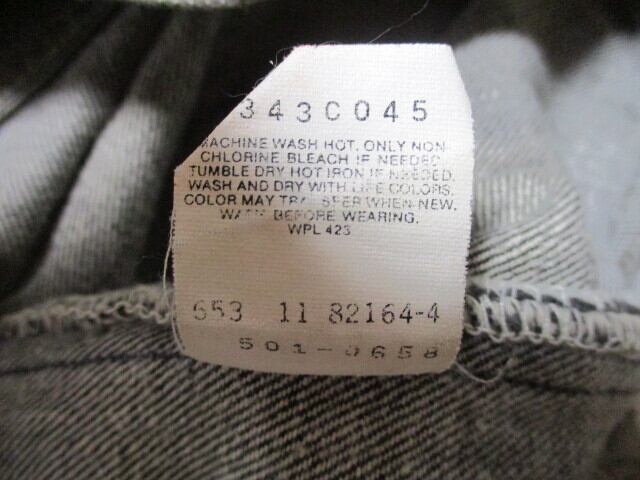 343C045
MACHINE WASH HOT. ONLY NON
CHLORINE BLEACH IF NEEDED
TUMBLE DRY HOT IRON IF NEEDED.
WASH AND DRY WITH LIKE COLORS.
COLOR MAY TRANSFER WHEN NEW.
WASH BEFORE WEARING.
WPL 423
653 11 82164-4
501-0658